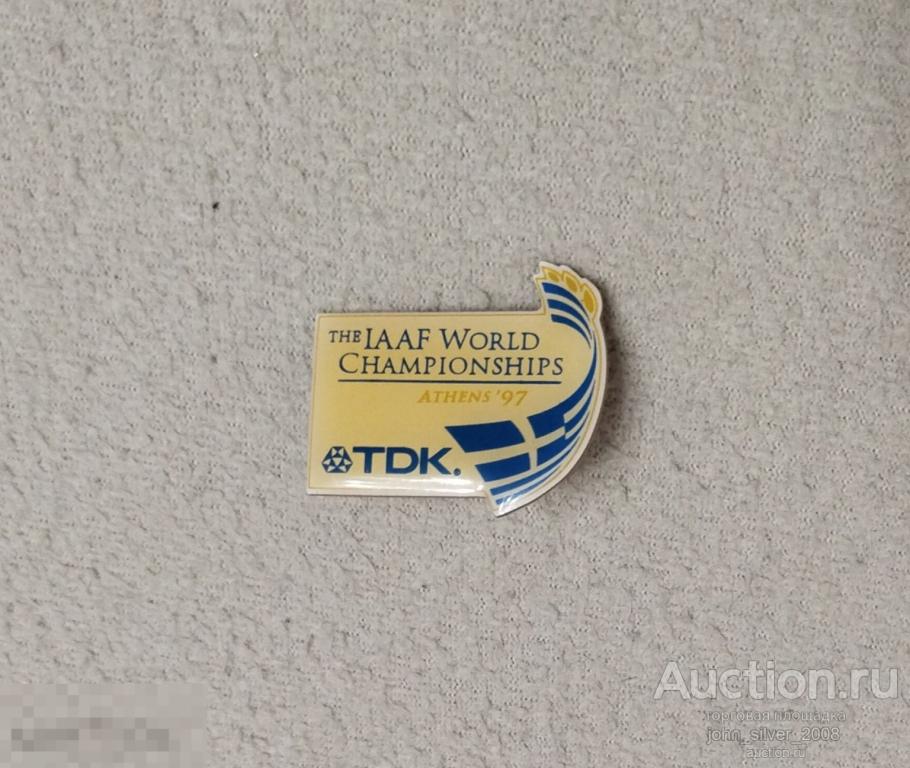 THE IAAF WORLD
CHAMPIONSHIPS
ATHENS '97
TDK.
Auction.ru
торговая площадка
john_silver_2008
auction.ru